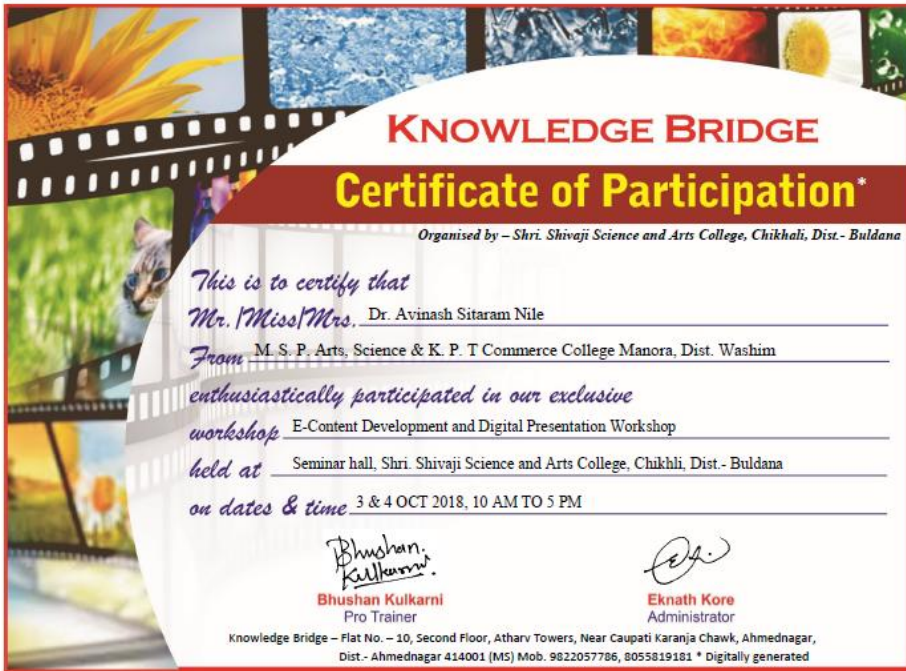 KNOWLEDGE BRIDGE
Certificate of Participation*
Organised by – Shri. Shivaji Science and Arts College, Chikhali, Dist.- Buldana
This is to certify that
Mr. |Miss|Mrs. Dr. Avinash Sitaram Nile
From M. S. P. Arts, Science & K. P. T Commerce College Manora, Dist. Washim
enthusiastically participated in our exclusive
workshop E-Content Development and Digital Presentation Workshop
held at Seminar hall, Shri. Shivaji Science and Arts College, Chikhli, Dist.- Buldana
on dates & time 3 & 4 OCT 2018, 10 AM TO 5 PM
Bhushan. Kulkarni
Bhushan Kulkarni Eknath Kore
Pro Trainer Administrator
Knowledge Bridge – Flat No. – 10, Second Floor, Atharv Towers, Near Caupati Karanja Chawk, Ahmednagar,
Dist.- Ahmednagar 414001 (MS) Mob. 9822057786, 8055819181 * Digitally generated